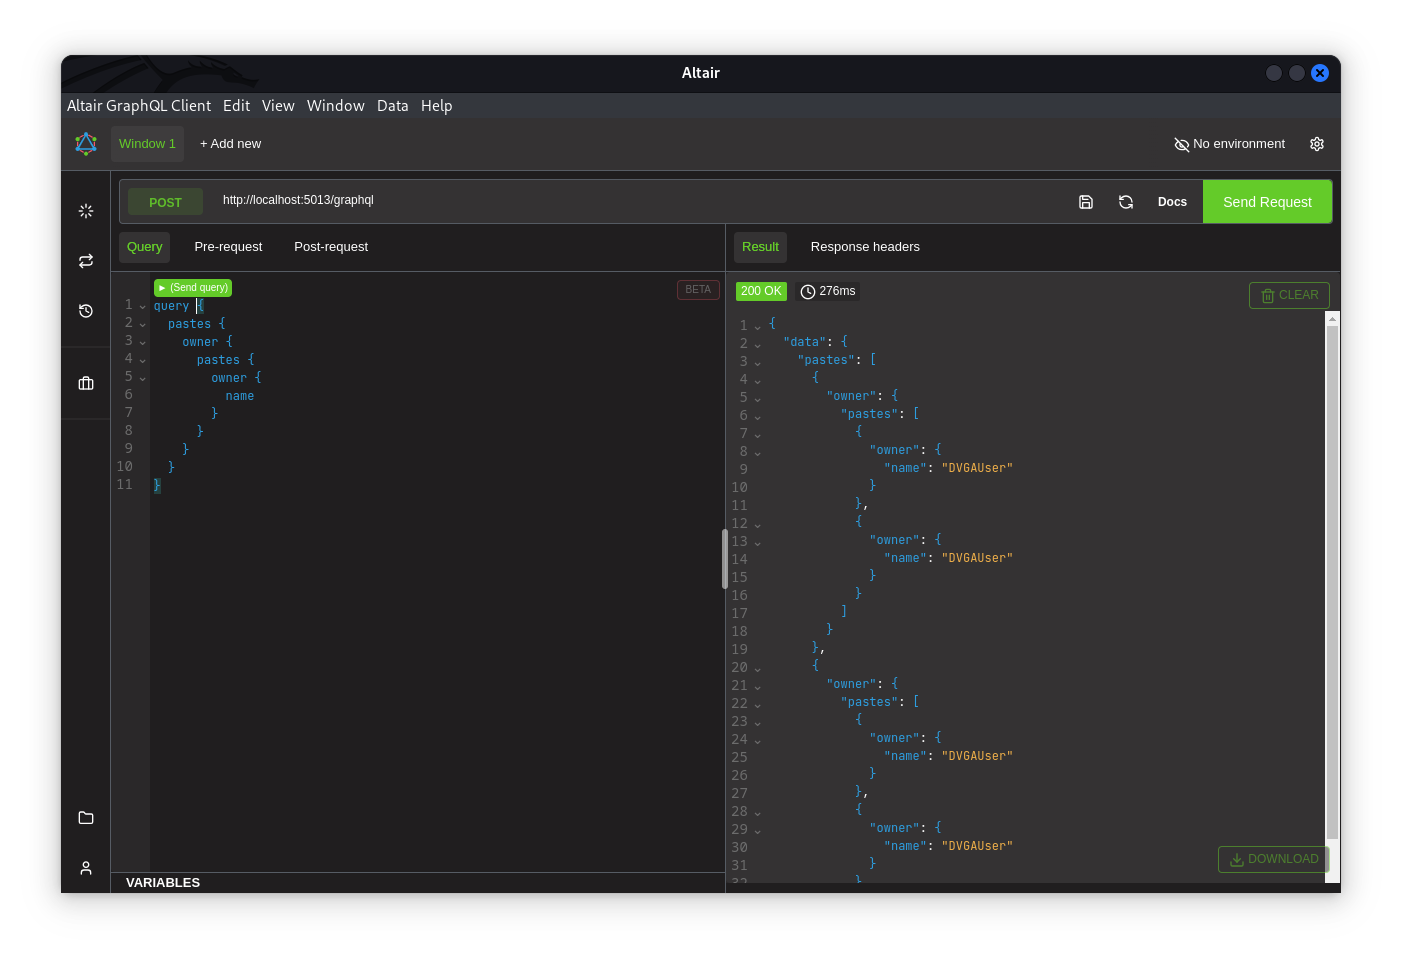 Altair
Altair GraphQL Client Edit View Window Data Help
Window 1 + Add new No environment
POST http://localhost:5013/graphql Docs Send Request
Query Pre-request Post-request
▶ (Send query) BETA
1 query {
2 pastes {
3 owner {
4 pastes {
5 owner {
6 name
7 }
8 }
9 }
10 }
11 }
VARIABLES
Result Response headers
200 OK 276ms CLEAR
1 {
2 "data": {
3 "pastes": [
4 {
5 "owner": {
6 "pastes": [
7 {
8 "owner": {
9 "name": "DVGAUser"
10 }
11 },
12 {
13 "owner": {
14 "name": "DVGAUser"
15 }
16 }
17 ]
18 }
19 },
20 {
21 "owner": {
22 "pastes": [
23 {
24 "owner": {
25 "name": "DVGAUser"
26 }
27 },
28 {
29 "owner": {
30 "name": "DVGAUser"
31 }
32 }
DOWNLOAD